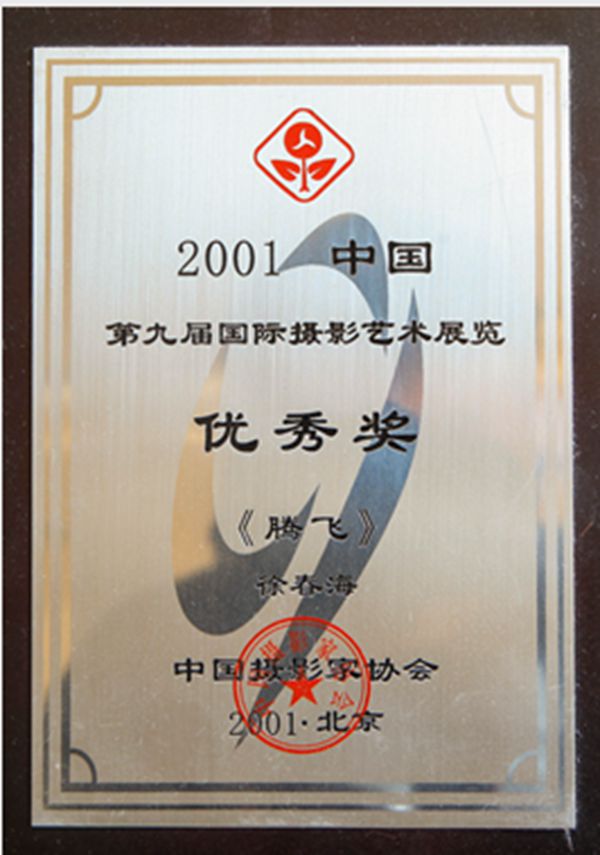 2001 中国
第九届国际摄影艺术展览
优秀奖
《腾飞》
徐春海
中国摄影家协会
2001·北京